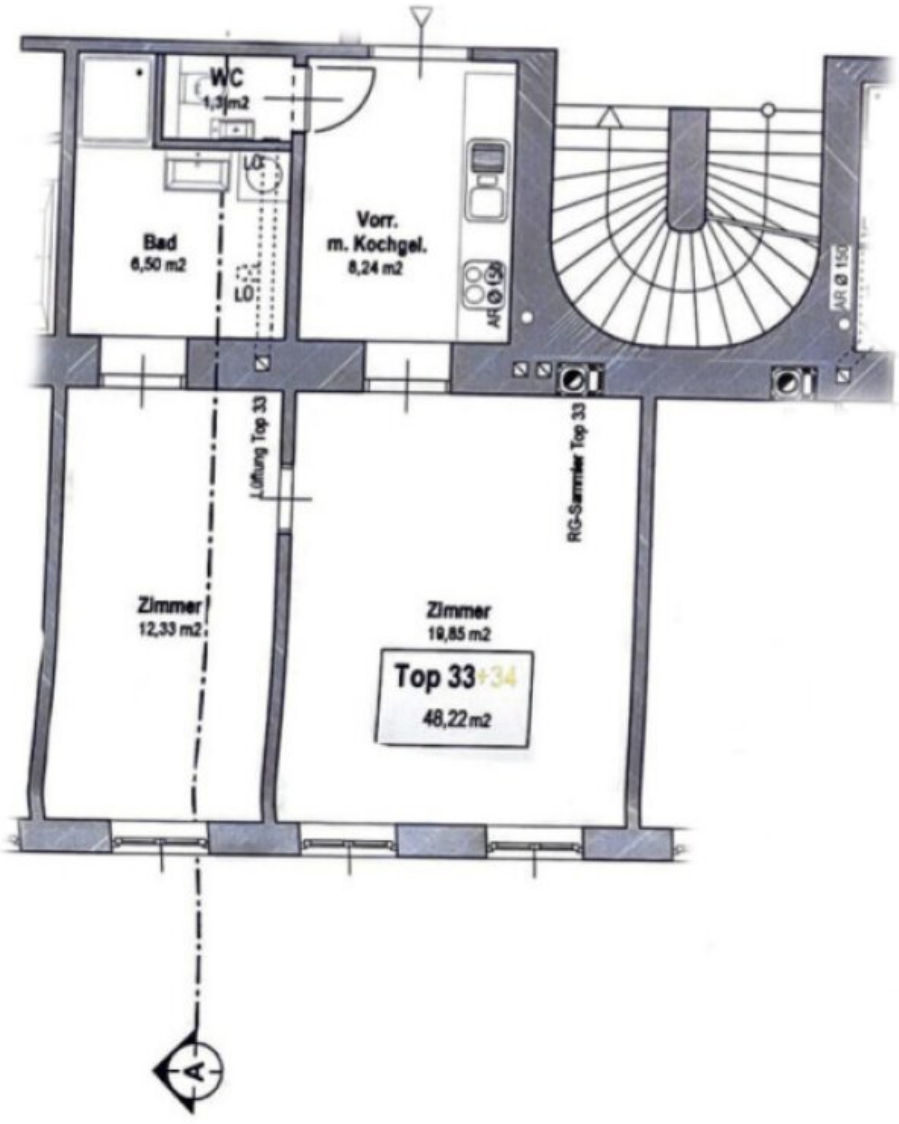 WC
1,3 m2
LO
Vorr.
m. Kochgel.
8,24 m2
Bad
6,50 m2
LO
AR Ø 150
AR Ø 150
Lüftung Top 33
RG-Sammler Top 33
Zimmer
12,33 m2
Zimmer
19,85 m2
Top 33+34
48,22 m2
A